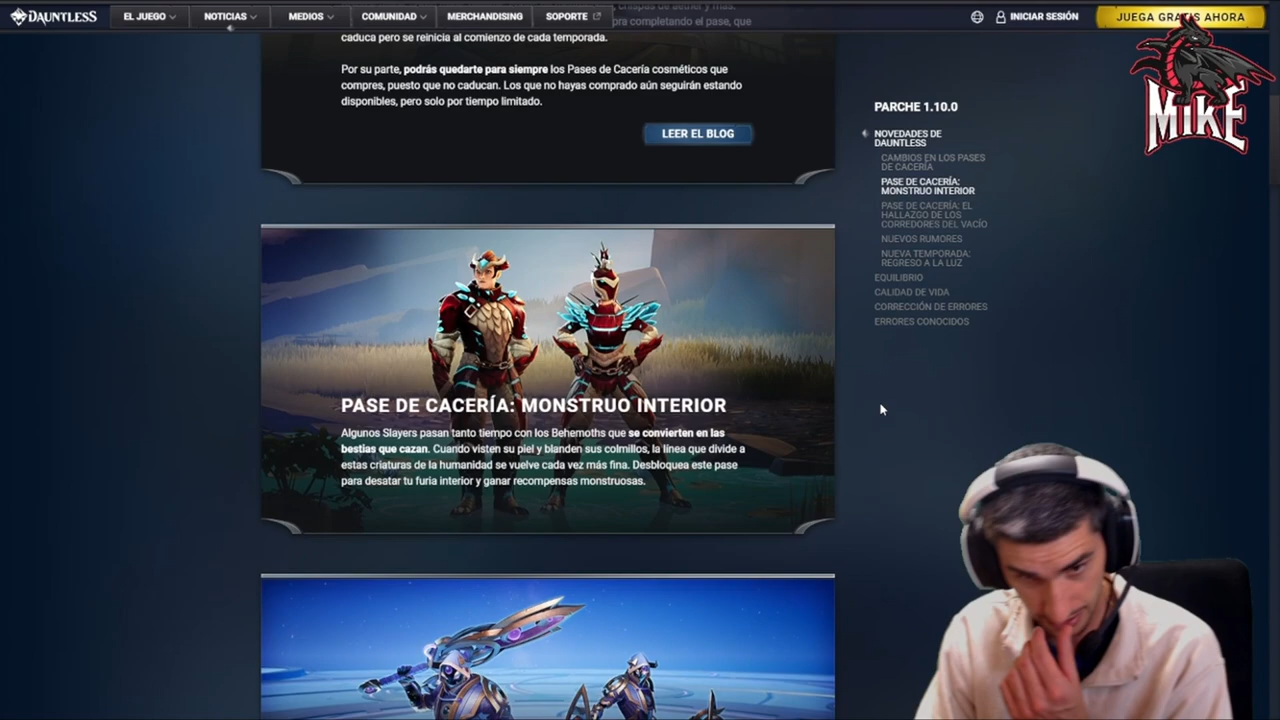 DAUNTLESS
EL JUEGO
NOTICIAS
MEDIOS
COMUNIDAD
MERCHANDISING
SOPORTE
INICIAR SESIÓN
JUEGA GRATIS AHORA
pra completando el pase, que
caduca pero se reinicia al comienzo de cada temporada.
Por su parte, podrás quedarte para siempre los Pases de Cacería cosméticos que
compres, puesto que no caducan. Los que no hayas comprado aún seguirán estando
disponibles, pero solo por tiempo limitado.
LEER EL BLOG
PASE DE CACERÍA: MONSTRUO INTERIOR
Algunos Slayers pasan tanto tiempo con los Behemoths que se convierten en las
bestias que cazan. Cuando visten su piel y blanden sus colmillos, la línea que divide a
estas criaturas de la humanidad se vuelve cada vez más fina. Desbloquea este pase
para desatar tu furia interior y ganar recompensas monstruosas.
PARCHE 1.10.0
NOVEDADES DE
DAUNTLESS
CAMBIOS EN LOS PASES
DE CACERÍA
PASE DE CACERÍA:
MONSTRUO INTERIOR
PASE DE CACERÍA: EL
HALLAZGO DE LOS
CORREDORES DEL VACÍO
NUEVOS RUMORES
NUEVA TEMPORADA:
REGRESO A LA LUZ
EQUILIBRIO
CALIDAD DE VIDA
CORRECCIÓN DE ERRORES
ERRORES CONOCIDOS
MIKE